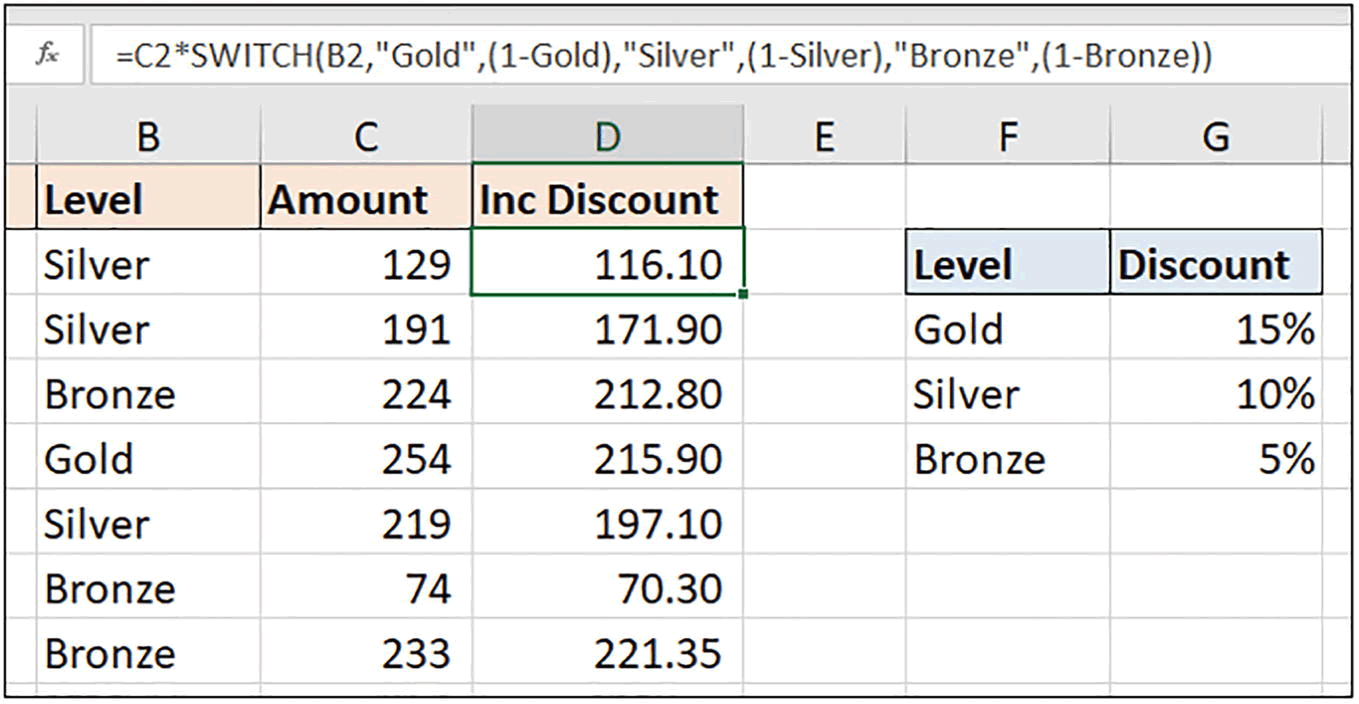 fx =C2*SWITCH(B2,"Gold",(1-Gold),"Silver",(1-Silver),"Bronze",(1-Bronze))
B C D E F G
Level Amount Inc Discount
Silver 129 116.10 Level Discount
Silver 191 171.90 Gold 15%
Bronze 224 212.80 Silver 10%
Gold 254 215.90 Bronze 5%
Silver 219 197.10
Bronze 74 70.30
Bronze 233 221.35